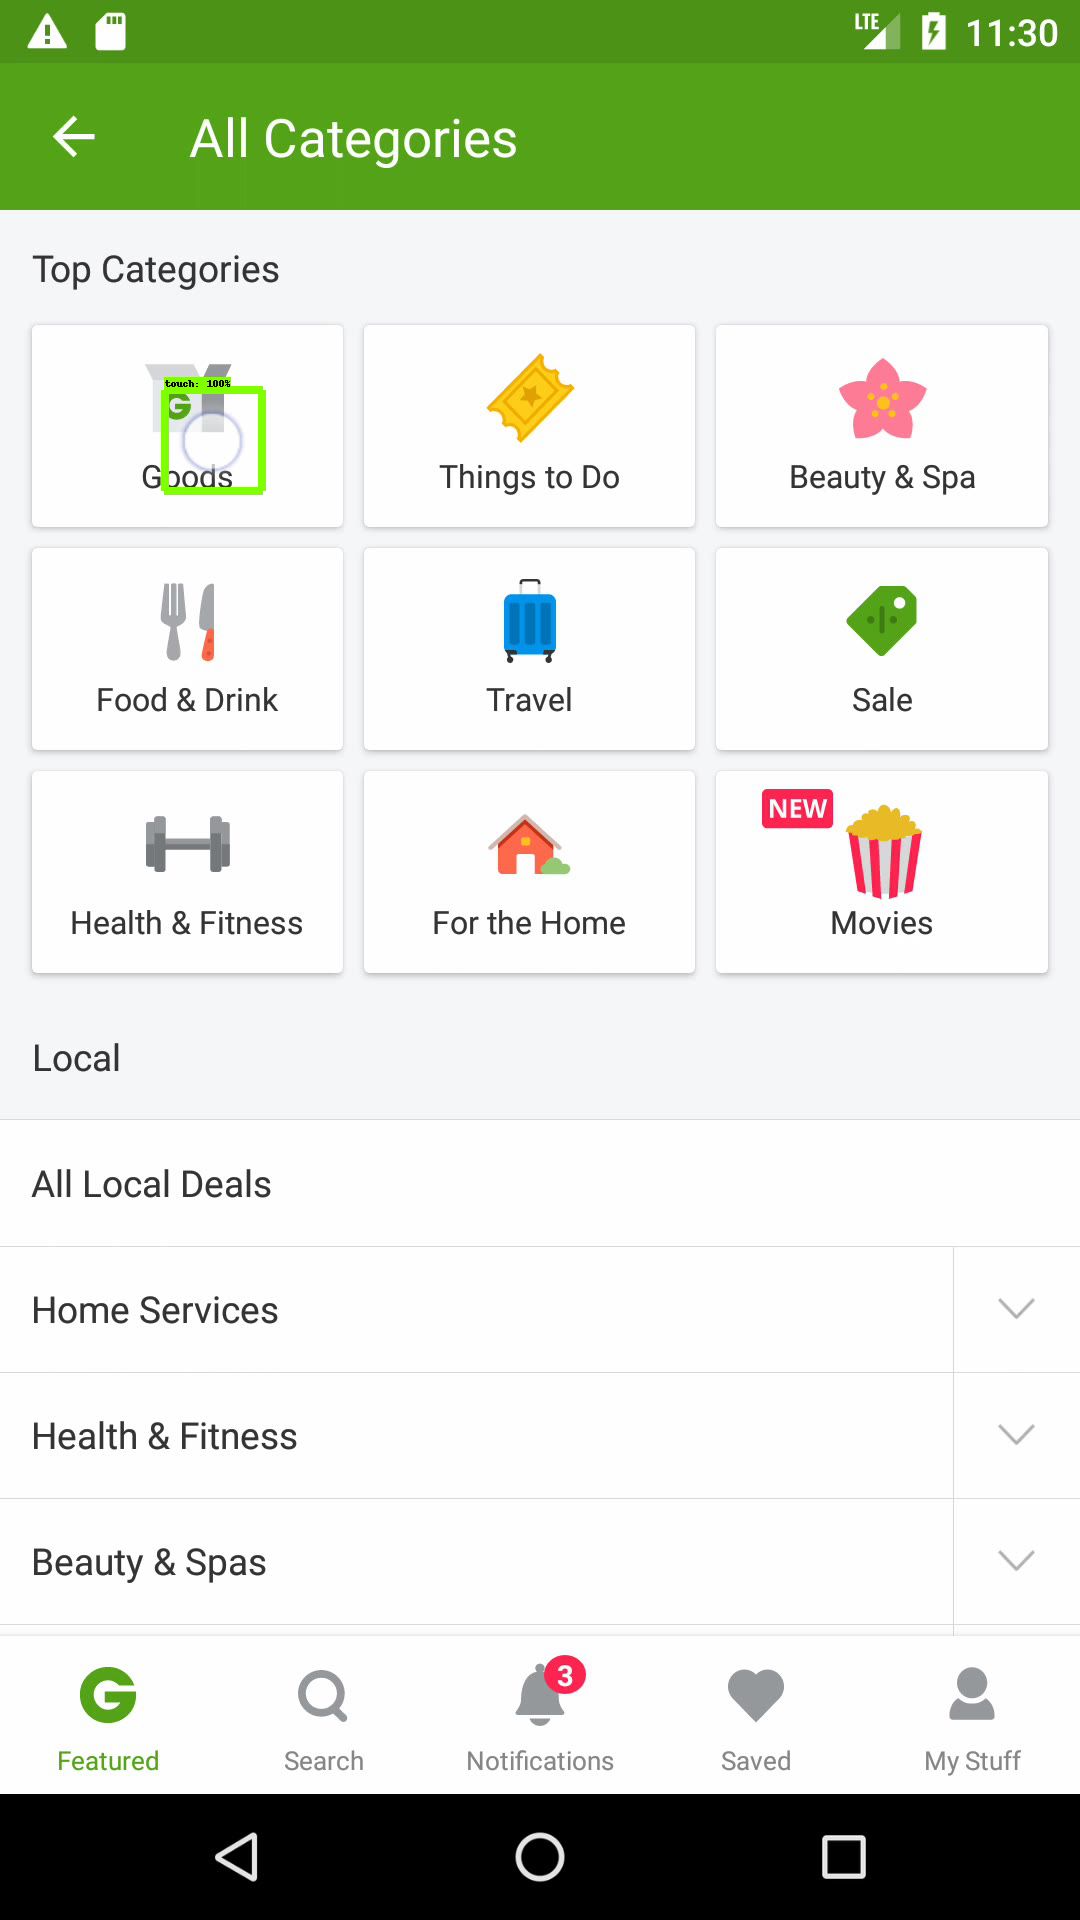 LTE 11:30
All Categories
Top Categories
touch: 100%
G
Goods
Things to Do
Beauty & Spa
Food & Drink
Travel
Sale
NEW
Health & Fitness
For the Home
Movies
Local
All Local Deals
Home Services
Health & Fitness
Beauty & Spas
G
3
Featured
Search
Notifications
Saved
My Stuff